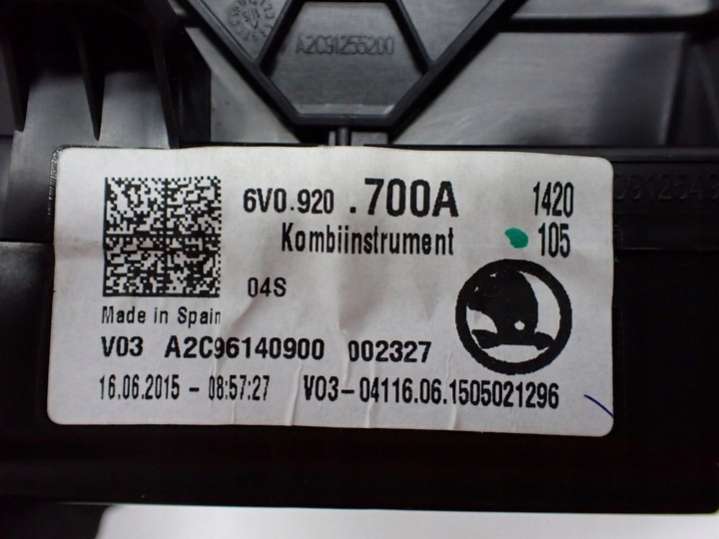 A2C91255200
6V0.920 .700A 1420
Kombiinstrument 105
04S
Made in Spain
V03 A2C96140900 002327
16.06.2015 - 08:57:27 V03-04116.06.1505021296